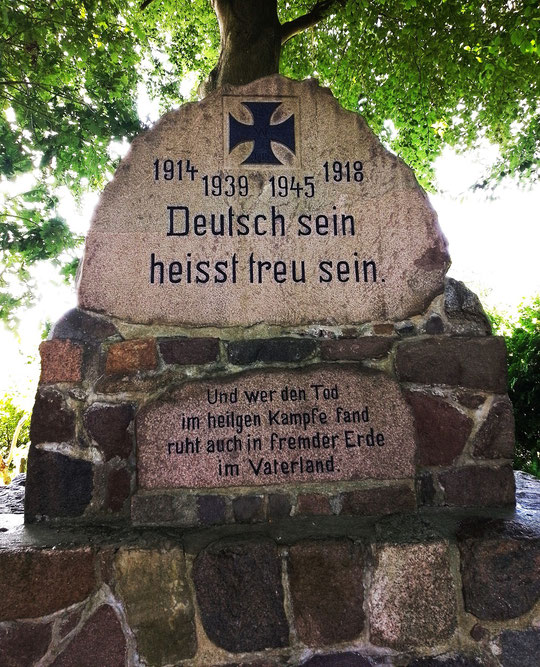 1914 1918
1939 1945
Deutsch sein
heisst treu sein.
Und wer den Tod
im heilgen Kampfe fand
ruht auch in fremder Erde
im Vaterland.